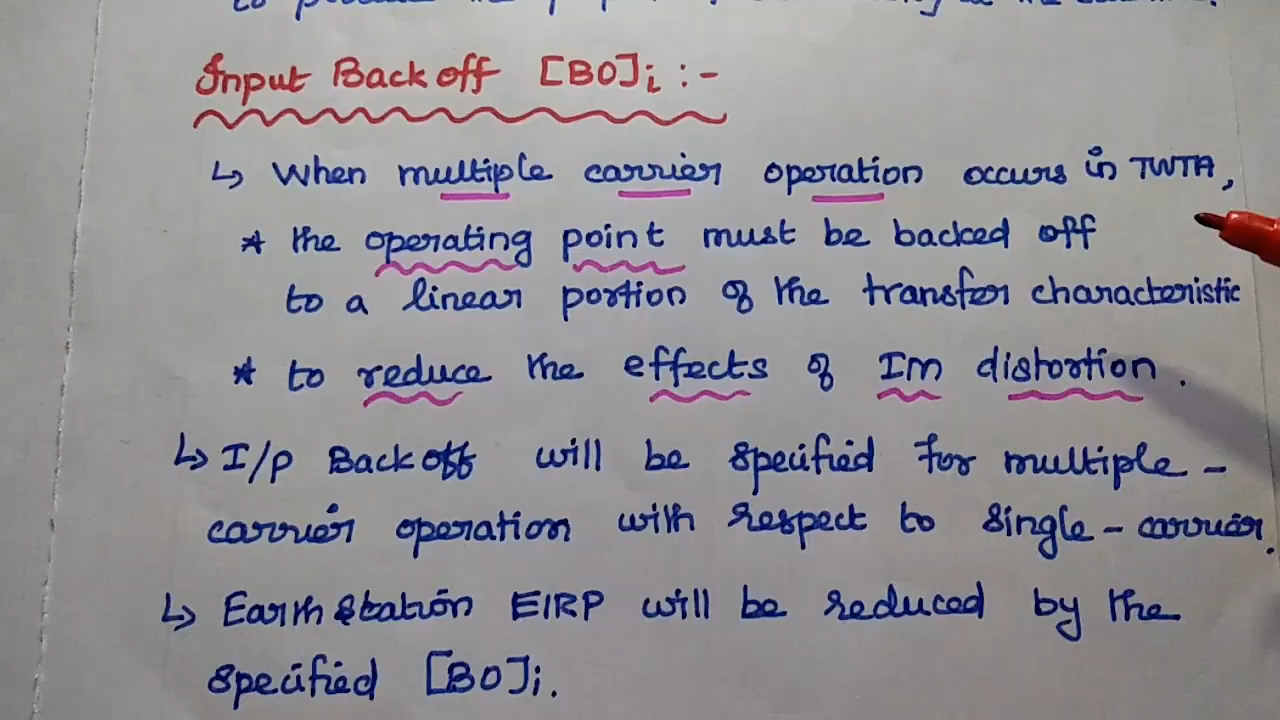 Input Back off [BO]i :-
↳ When multiple carrier operation occurs in TWTA,
* the operating point must be backed off
to a linear portion of the transfer characteristic
* to reduce the effects of Im distortion.
↳ I/p Back off will be specified for multiple -
carrier operation with respect to single - carrier.
↳ Earth Station EIRP will be reduced by the
specified [BO]i.